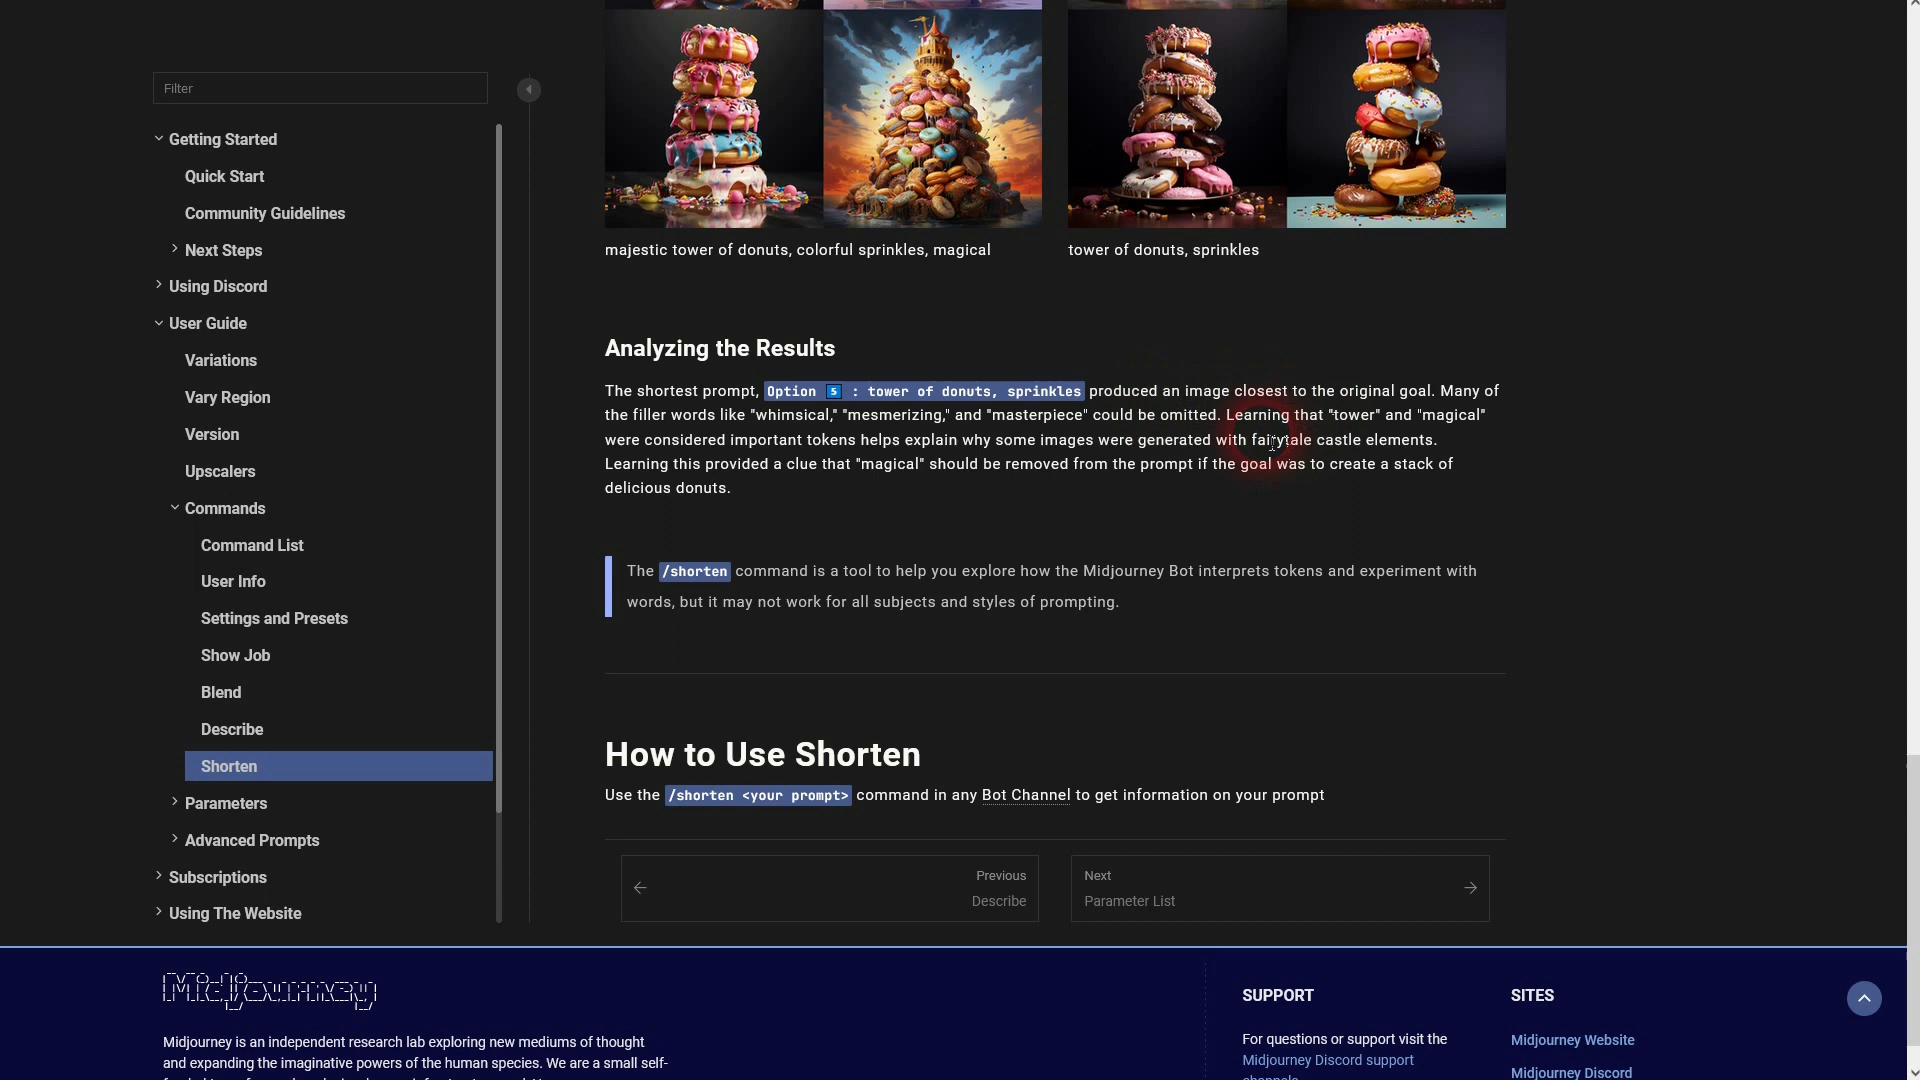 Filter
Getting Started
Quick Start
Community Guidelines
Next Steps
Using Discord
User Guide
Variations
Vary Region
Version
Upscalers
Commands
Command List
User Info
Settings and Presets
Show Job
Blend
Describe
Shorten
Parameters
Advanced Prompts
Subscriptions
Using The Website
majestic tower of donuts, colorful sprinkles, magical
tower of donuts, sprinkles
Analyzing the Results
The shortest prompt, Option 5 : tower of donuts, sprinkles produced an image closest to the original goal. Many of
the filler words like "whimsical," "mesmerizing," and "masterpiece" could be omitted. Learning that "tower" and "magical"
were considered important tokens helps explain why some images were generated with fairytale castle elements.
Learning this provided a clue that "magical" should be removed from the prompt if the goal was to create a stack of
delicious donuts.
The /shorten command is a tool to help you explore how the Midjourney Bot interprets tokens and experiment with
words, but it may not work for all subjects and styles of prompting.
How to Use Shorten
Use the /shorten <your prompt> command in any Bot Channel to get information on your prompt
Previous
Describe
Next
Parameter List
Midjourney is an independent research lab exploring new mediums of thought
and expanding the imaginative powers of the human species. We are a small self-
SUPPORT
For questions or support visit the
Midjourney Discord support
SITES
Midjourney Website
Midjourney Discord